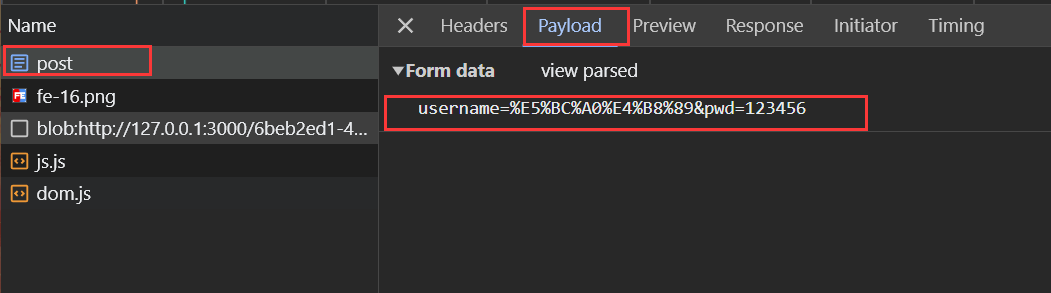 Name
post
fe-16.png
blob:http://127.0.0.1:3000/6beb2ed1-4...
js.js
dom.js
Headers Payload Preview Response Initiator Timing
Form data view parsed
username=%E5%BC%A0%E4%B8%89&pwd=123456